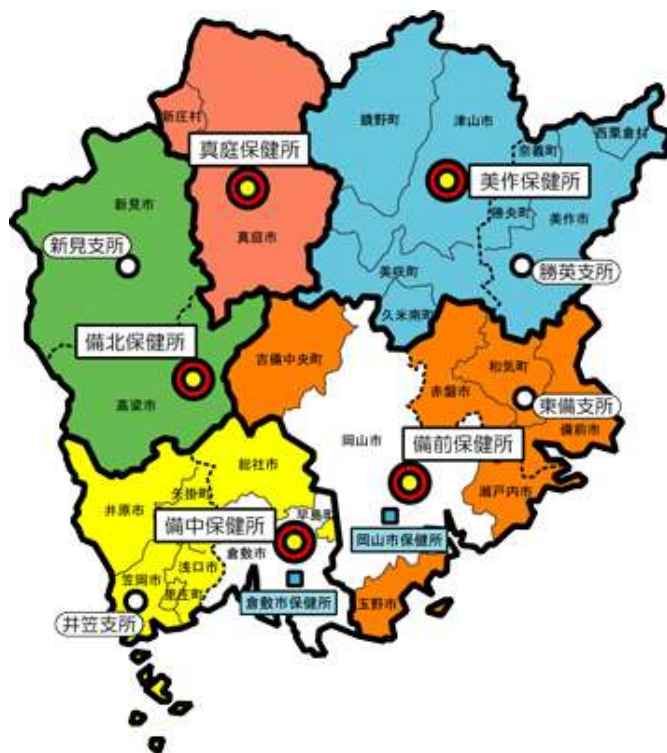 新庄村
鏡野町
津山市
西粟倉村
奈義町
真庭保健所
美作保健所
新見市
勝央町
美作市
真庭市
新見支所
美咲町
勝英支所
久米南町
備北保健所
吉備中央町
和気町
赤磐市
高梁市
東備支所
備前市
岡山市
備前保健所
総社市
瀬戸内市
矢掛町
井原市
早島町
備中保健所
岡山市保健所
倉敷市
浅口市
笠岡市
里庄町
倉敷市保健所
玉野市
井笠支所